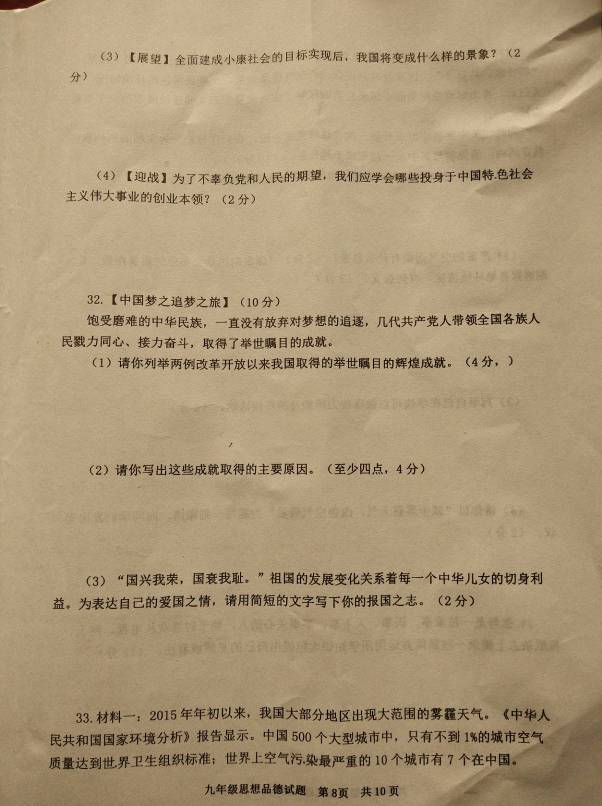 （3）【展望】全面建成小康社会的目标实现后，我国将变成什么样的景象？（2
分）
（4）【迎战】为了不辜负党和人民的期望，我们应学会哪些投身于中国特色社会
主义伟大事业的创业本领？（2分）
32.【中国梦之追梦之旅】（10分）
饱受磨难的中华民族，一直没有放弃对梦想的追逐，几代共产党人带领全国各族人
民戮力同心、接力奋斗，取得了举世瞩目的成就。
（1）请你列举两例改革开放以来我国取得的举世瞩目的辉煌成就。（4分，）
（2）请你写出这些成就取得的主要原因。（至少四点，4分）
（3）“国兴我荣，国衰我耻。”祖国的发展变化关系着每一个中华儿女的切身利
益。为表达自己的爱国之情，请用简短的文字写下你的报国之志。（2分）
33.材料一：2015年年初以来，我国大部分地区出现大范围的雾霾天气。《中华人
民共和国国家环境分析》报告显示。中国500个大型城市中，只有不到1%的城市空气
质量达到世界卫生组织标准；世界上空气污染最严重的10个城市有7个在中国。
九年级思想品德试题 第8页 共10页